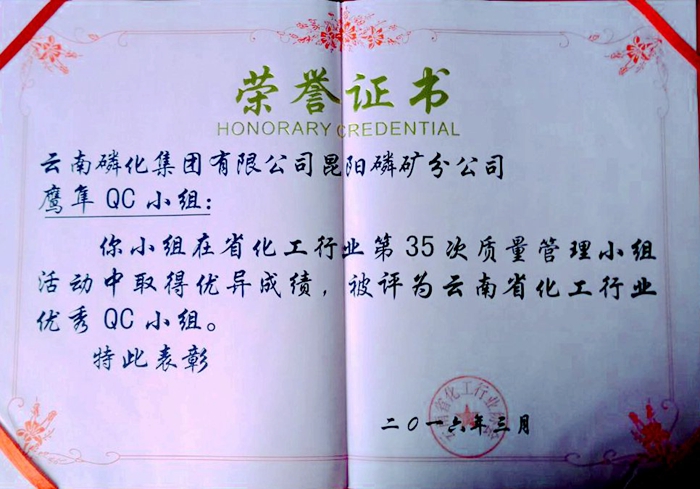 荣誉证书
HONORARY CREDENTIAL
云南磷化集团有限公司昆阳磷矿分公司
鹰隼QC小组：
你小组在省化工行业第35次质量管理小组
活动中取得优异成绩，被评为云南省化工行业
优秀QC小组。
特此表彰
二〇一六年三月